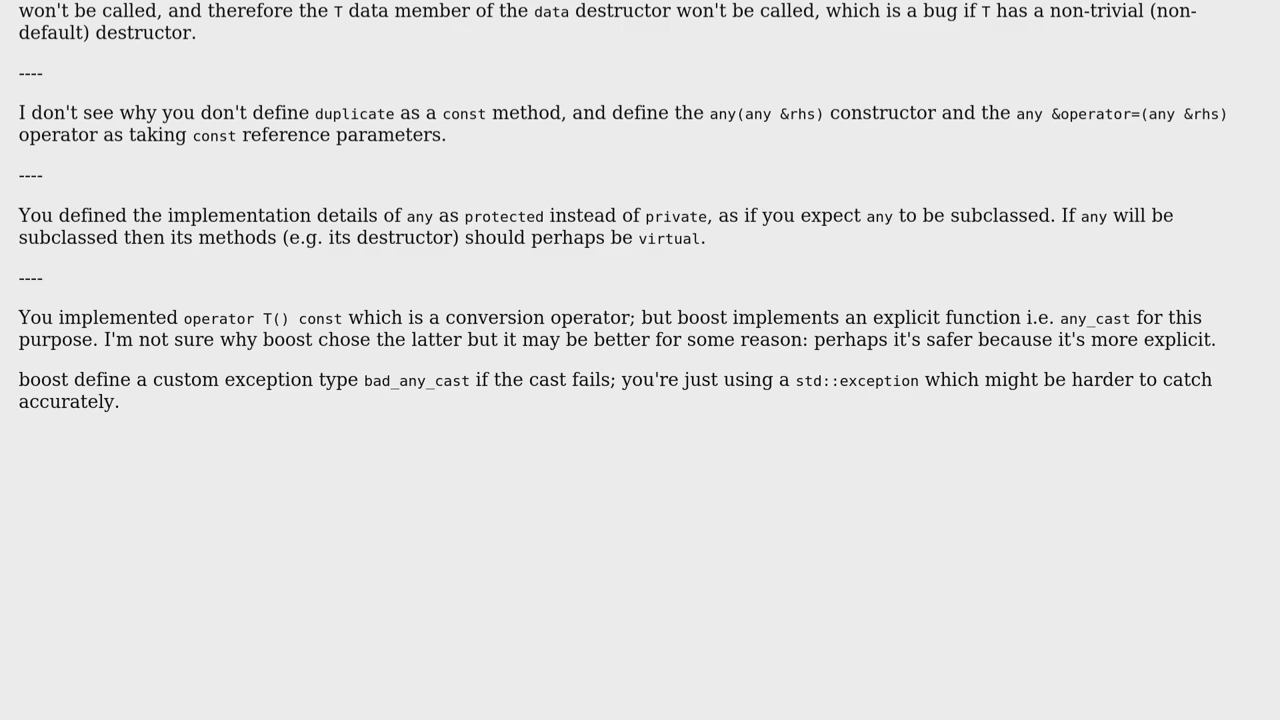 won't be called, and therefore the T data member of the data destructor won't be called, which is a bug if T has a non-trivial (non-
default) destructor.
----
I don't see why you don't define duplicate as a const method, and define the any(any &rhs) constructor and the any &operator=(any &rhs)
operator as taking const reference parameters.
----
You defined the implementation details of any as protected instead of private, as if you expect any to be subclassed. If any will be
subclassed then its methods (e.g. its destructor) should perhaps be virtual.
----
You implemented operator T() const which is a conversion operator; but boost implements an explicit function i.e. any_cast for this
purpose. I'm not sure why boost chose the latter but it may be better for some reason: perhaps it's safer because it's more explicit.
boost define a custom exception type bad_any_cast if the cast fails; you're just using a std::exception which might be harder to catch
accurately.